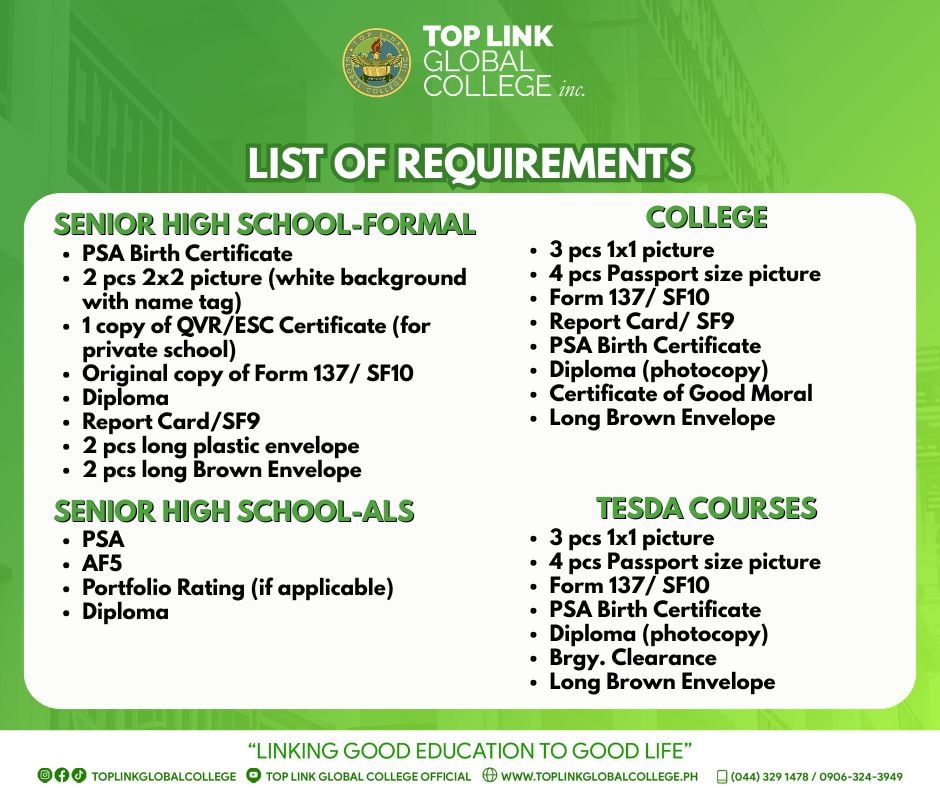 TOP LINK
GLOBAL
COLLEGE inc.
LIST OF REQUIREMENTS
SENIOR HIGH SCHOOL-FORMAL
• PSA Birth Certificate
• 2 pcs 2x2 picture (white background
with name tag)
• 1 copy of QVR/ESC Certificate (for
private school)
• Original copy of Form 137/ SF10
• Diploma
• Report Card/SF9
• 2 pcs long plastic envelope
• 2 pcs long Brown Envelope
SENIOR HIGH SCHOOL-ALS
• PSA
• AF5
• Portfolio Rating (if applicable)
• Diploma
COLLEGE
• 3 pcs 1x1 picture
• 4 pcs Passport size picture
• Form 137/ SF10
• Report Card/ SF9
• PSA Birth Certificate
• Diploma (photocopy)
• Certificate of Good Moral
• Long Brown Envelope
TESDA COURSES
• 3 pcs 1x1 picture
• 4 pcs Passport size picture
• Form 137/ SF10
• PSA Birth Certificate
• Diploma (photocopy)
• Brgy. Clearance
• Long Brown Envelope
“LINKING GOOD EDUCATION TO GOOD LIFE”
TOPLINKGLOBALCOLLEGE TOP LINK GLOBAL COLLEGE OFFICIAL WWW.TOPLINKGLOBALCOLLEGE.PH (044) 329 1478 / 0906-324-3949